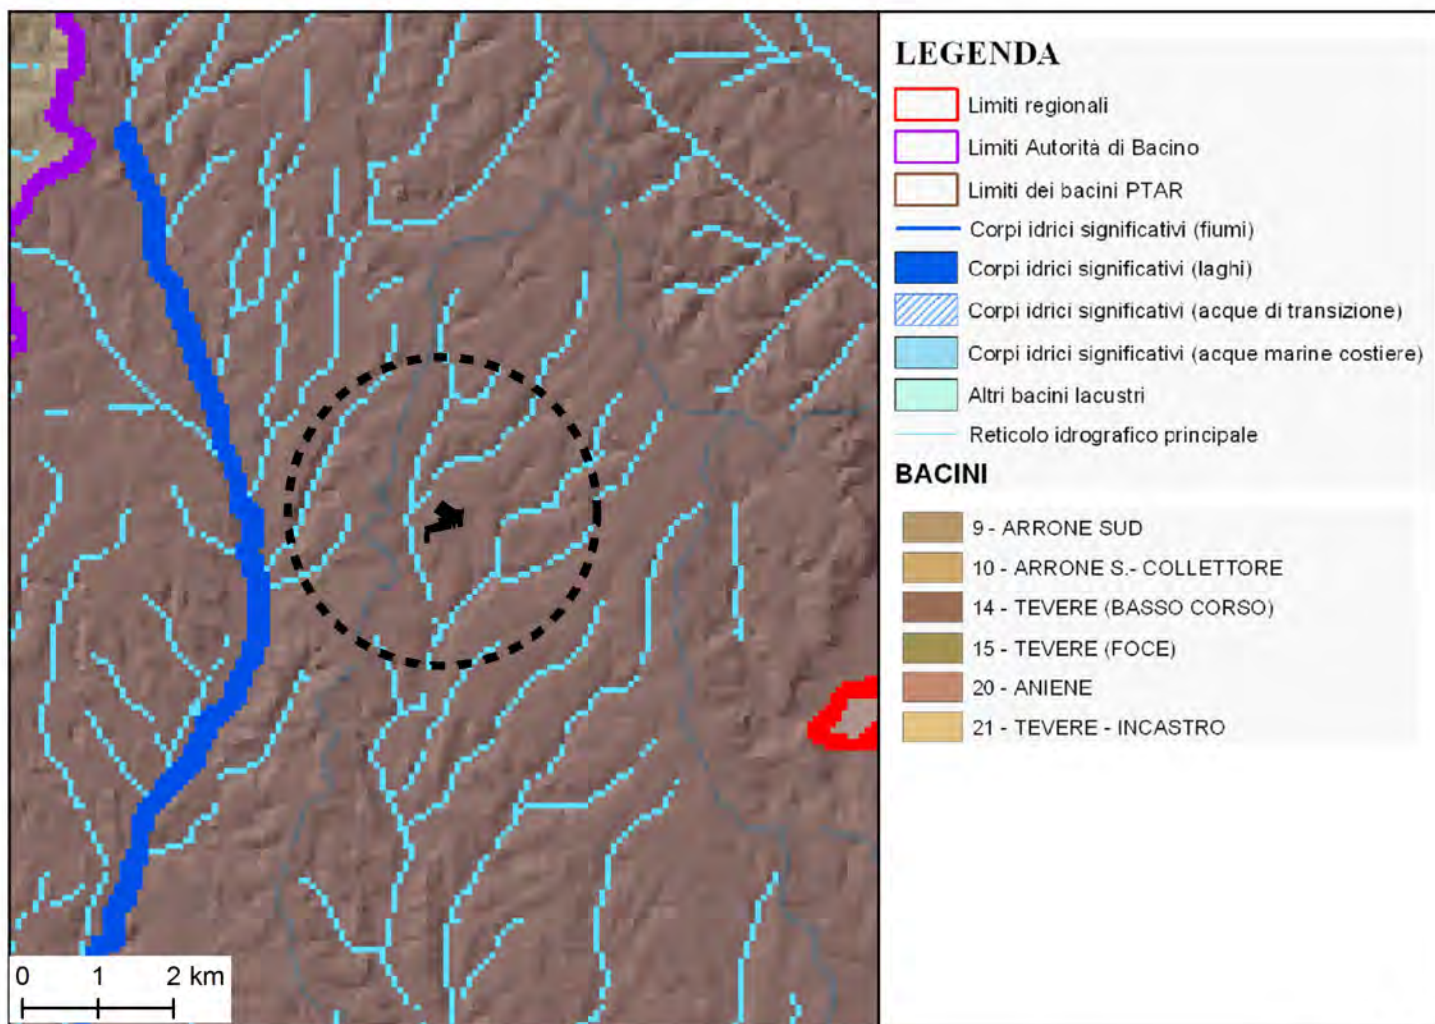 LEGENDA
Limiti regionali
Limiti Autorità di Bacino
Limiti dei bacini PTAR
Corpi idrici significativi (fiumi)
Corpi idrici significativi (laghi)
Corpi idrici significativi (acque di transizione)
Corpi idrici significativi (acque marine costiere)
Altri bacini lacustri
Reticolo idrografico principale
BACINI
9 - ARRONE SUD
10 - ARRONE S.- COLLETTORE
14 - TEVERE (BASSO CORSO)
15 - TEVERE (FOCE)
20 - ANIENE
21 - TEVERE - INCASTRO
0 1 2 km